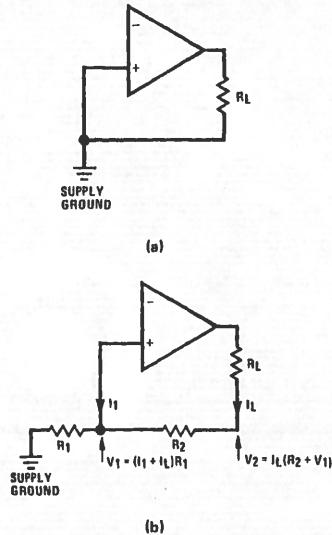 −
+
RL
SUPPLY
GROUND
(a)
−
+
RL
I1
IL
R1
R2
V1 = (I1 + IL)R1
V2 = IL(R2 + V1)
SUPPLY
GROUND
(b)